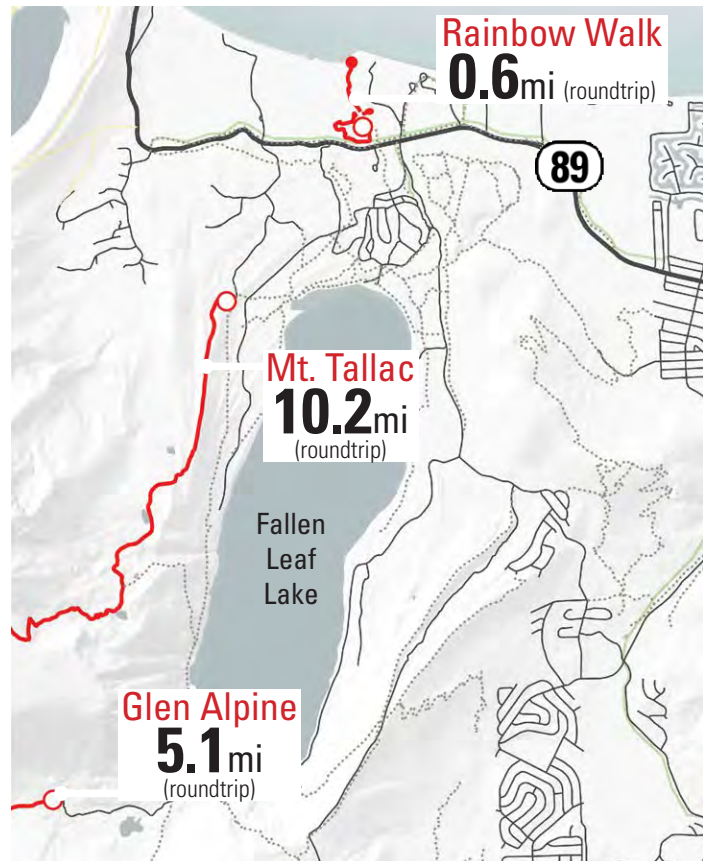 Rainbow Walk
0.6mi (roundtrip)
89
Mt. Tallac
10.2mi
(roundtrip)
Fallen
Leaf
Lake
Glen Alpine
5.1mi
(roundtrip)